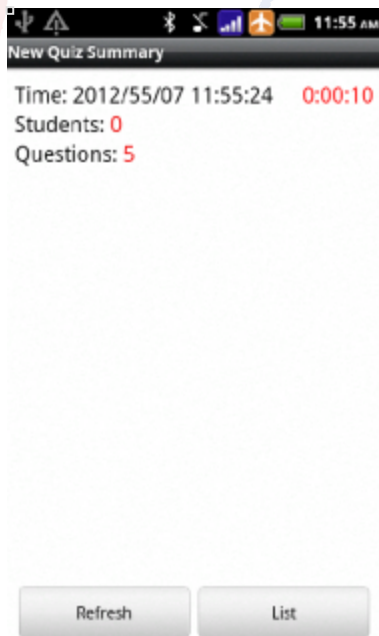 11:55 AM
New Quiz Summary
Time: 2012/55/07 11:55:24 0:00:10
Students: 0
Questions: 5
Refresh List